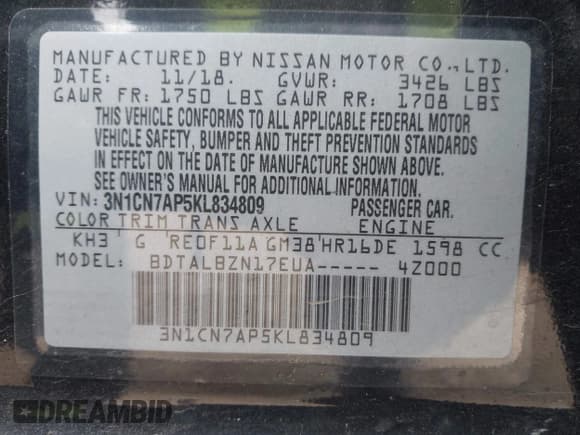 MANUFACTURED BY NISSAN MOTOR CO.,LTD.
DATE: 11/18. GVWR: 3426 LBS
GAWR FR: 1750 LBS GAWR RR: 1708 LBS
THIS VEHICLE CONFORMS TO ALL APPLICABLE FEDERAL MOTOR
VEHICLE SAFETY, BUMPER AND THEFT PREVENTION STANDARDS
IN EFFECT ON THE DATE OF MANUFACTURE SHOWN ABOVE.
SEE OWNER'S MANUAL FOR ADDITIONAL INFORMATION.
VIN: 3N1CN7AP5KL834809 PASSENGER CAR.
COLOR TRIM TRANS AXLE ENGINE
KH3 G RE0F11A GM38 HR16DE 1598 CC
MODEL: BDTALBZN17EUA----- 4Z000
3N1CN7AP5KL834809
DREAMBID